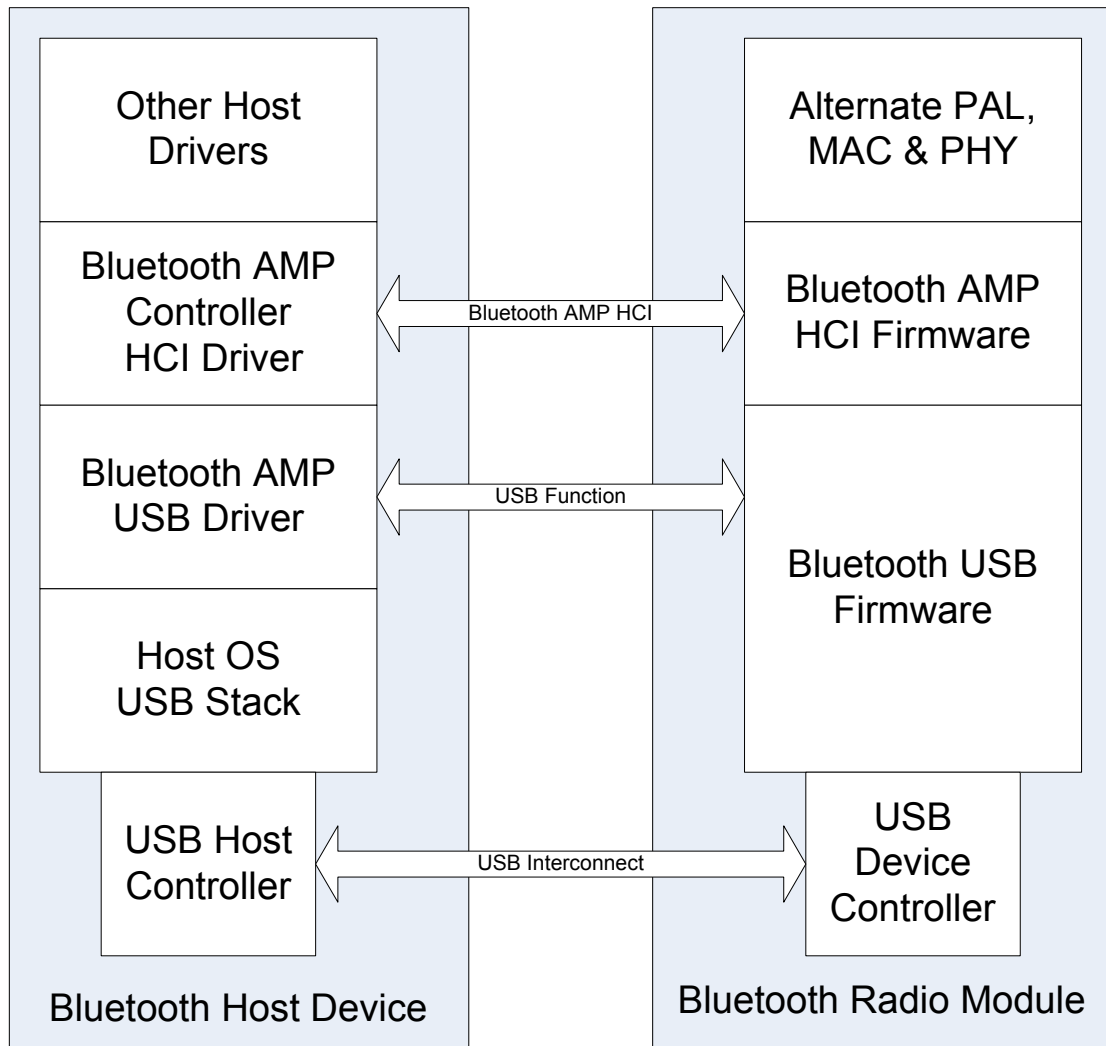 Other Host
Drivers
Bluetooth AMP
Controller
HCI Driver
Bluetooth AMP
USB Driver
Host OS
USB Stack
USB Host
Controller
Bluetooth Host Device
Bluetooth AMP HCI
USB Function
USB Interconnect
Alternate PAL,
MAC & PHY
Bluetooth AMP
HCI Firmware
Bluetooth USB
Firmware
USB
Device
Controller
Bluetooth Radio Module